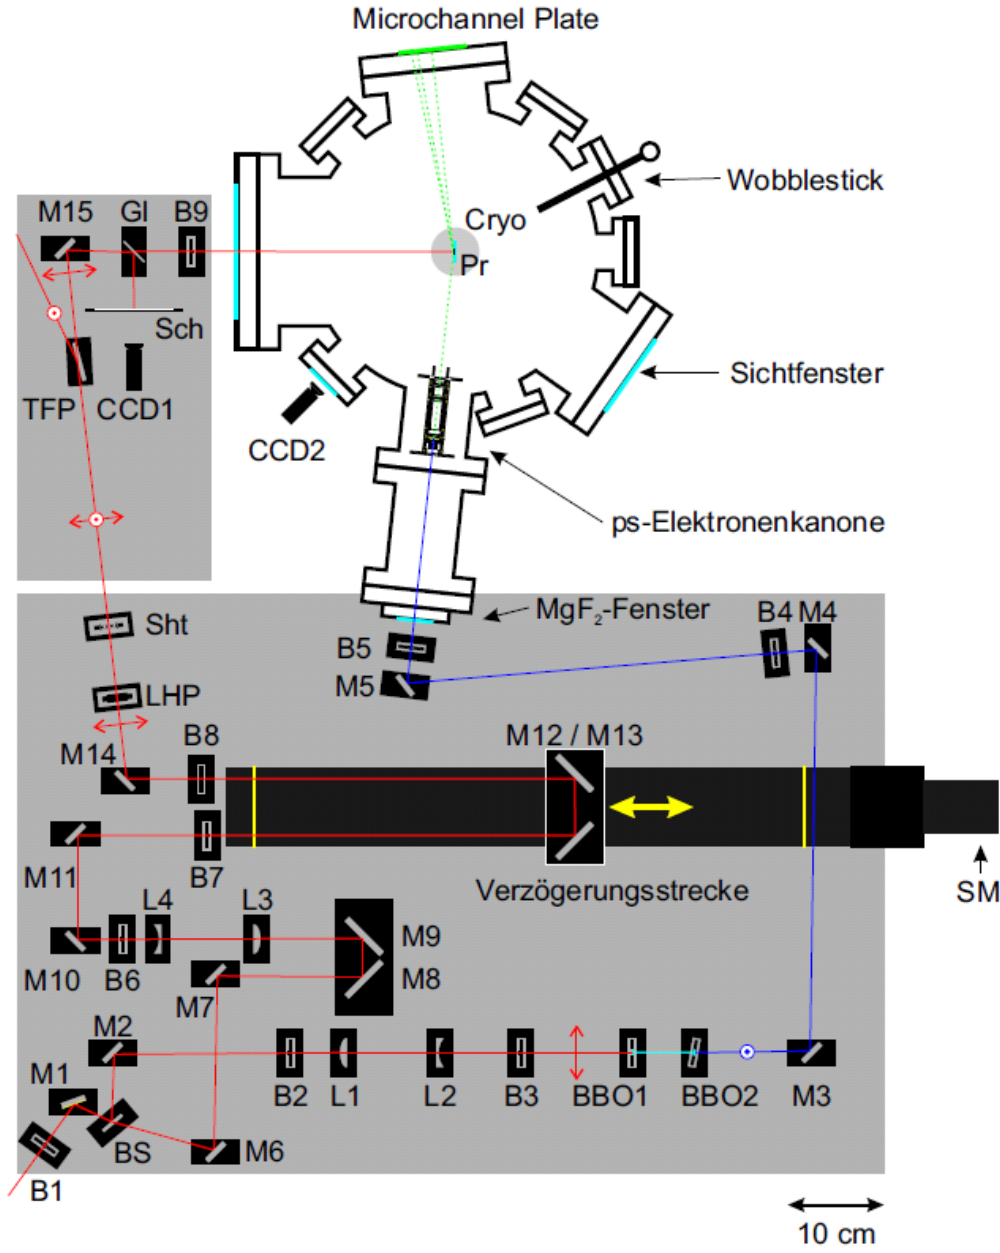 Microchannel Plate
Wobblestick
M15
Gl
B9
Cryo
Pr
Sch
TFP
CCD1
Sichtfenster
CCD2
ps-Elektronenkanone
MgF₂-Fenster
Sht
B4
M4
B5
M5
LHP
M14
B8
M12 / M13
M11
B7
Verzögerungsstrecke
SM
L4
L3
M9
M8
M10
B6
M7
M2
M1
B2
L1
L2
B3
BBO1
BBO2
M3
BS
M6
B1
10 cm